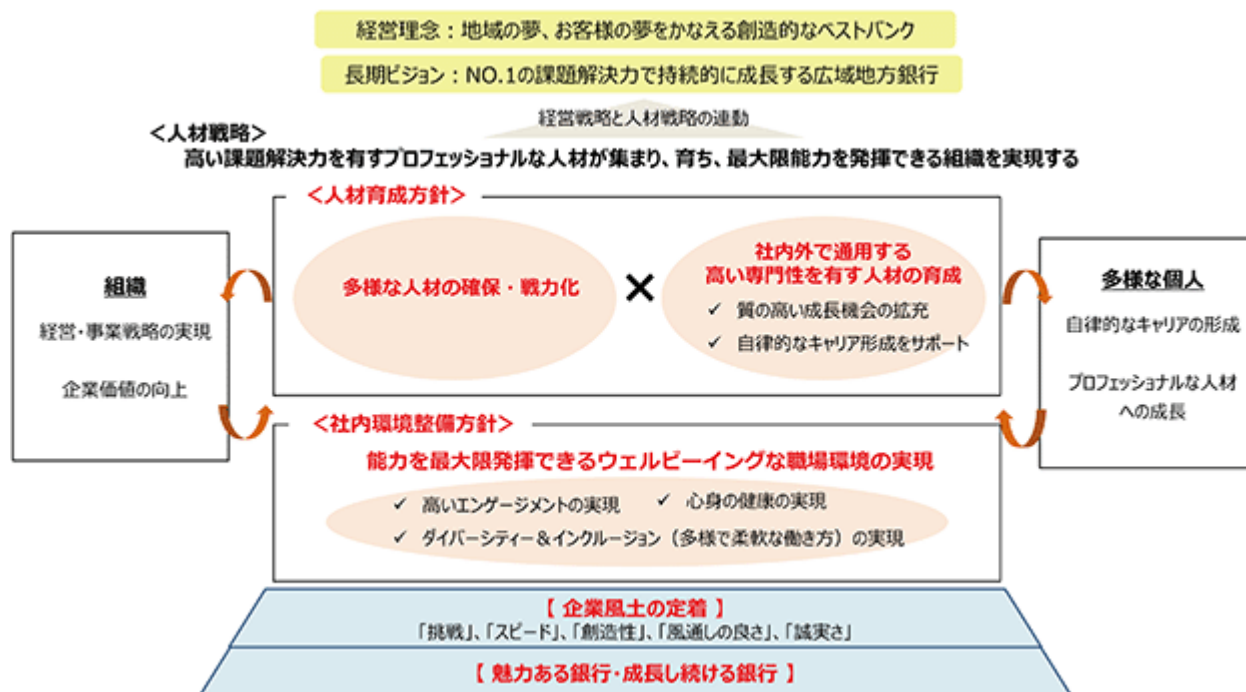 経営理念：地域の夢、お客様の夢をかなえる創造的なベストバンク
長期ビジョン：NO.1の課題解決力で持続的に成長する広域地方銀行
経営戦略と人材戦略の連動
＜人材戦略＞
高い課題解決力を有すプロフェッショナルな人材が集まり、育ち、最大限能力を発揮できる組織を実現する
＜人材育成方針＞
多様な人材の確保・戦力化
×
社内外で通用する
高い専門性を有す人材の育成
✓ 質の高い成長機会の拡充
✓ 自律的なキャリア形成をサポート
組織
経営・事業戦略の実現
企業価値の向上
多様な個人
自律的なキャリアの形成
プロフェッショナルな人材
への成長
＜社内環境整備方針＞
能力を最大限発揮できるウェルビーイングな職場環境の実現
✓ 高いエンゲージメントの実現 ✓ 心身の健康の実現
✓ ダイバーシティー＆インクルージョン（多様で柔軟な働き方）の実現
【 企業風土の定着 】
「挑戦」、「スピード」、「創造性」、「風通しの良さ」、「誠実さ」
【 魅力ある銀行・成長し続ける銀行 】